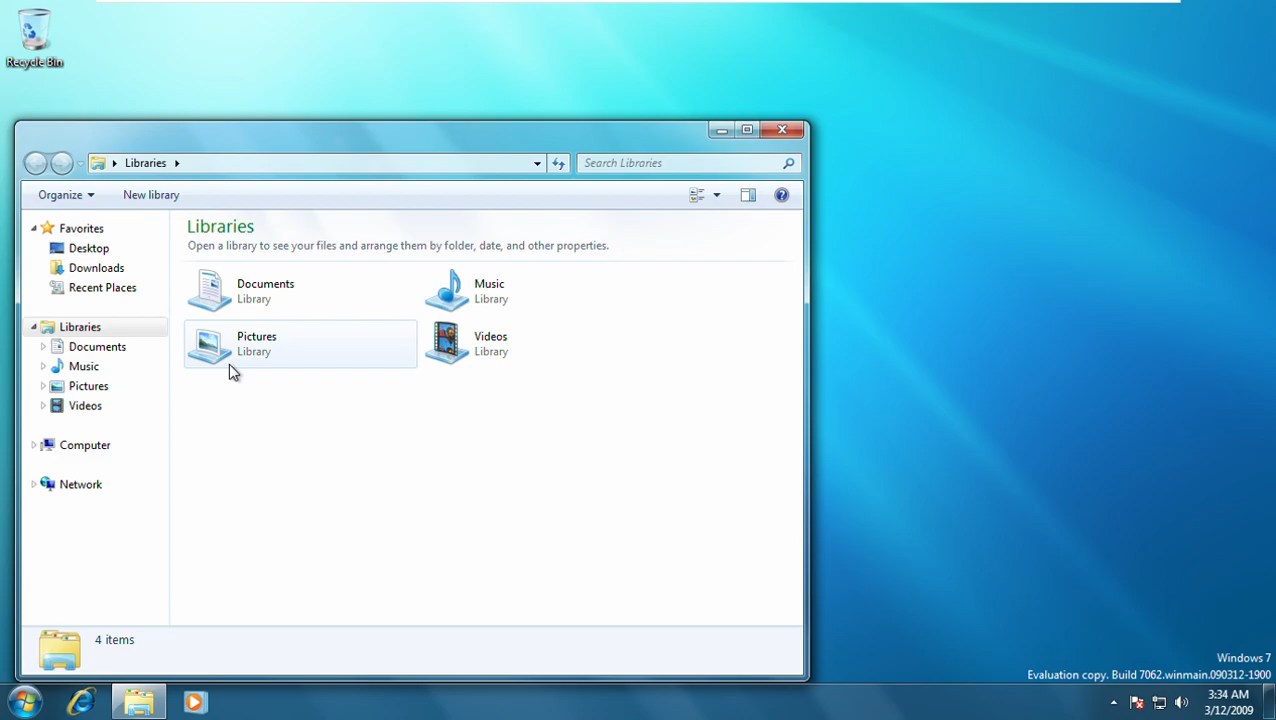 Recycle Bin
Libraries
Search Libraries
Organize
New library
Favorites
Desktop
Downloads
Recent Places
Libraries
Documents
Music
Pictures
Videos
Computer
Network
Libraries
Open a library to see your files and arrange them by folder, date, and other properties.
Documents
Library
Music
Library
Pictures
Library
Videos
Library
4 items
Windows 7
Evaluation copy. Build 7062.winmain.090312-1900
3:34 AM
3/12/2009